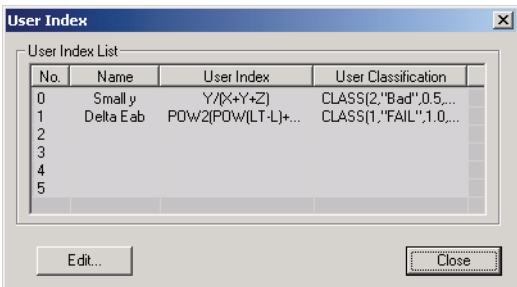 User Index
User Index List
No. Name User Index User Classification
0 Small y Y/(X+Y+Z) CLASS(2,"Bad",0.5,...
1 Delta Eab POW2(POW(LT-L)+... CLASS(1,"FAIL",1.0,...
2
3
4
5
Edit... Close